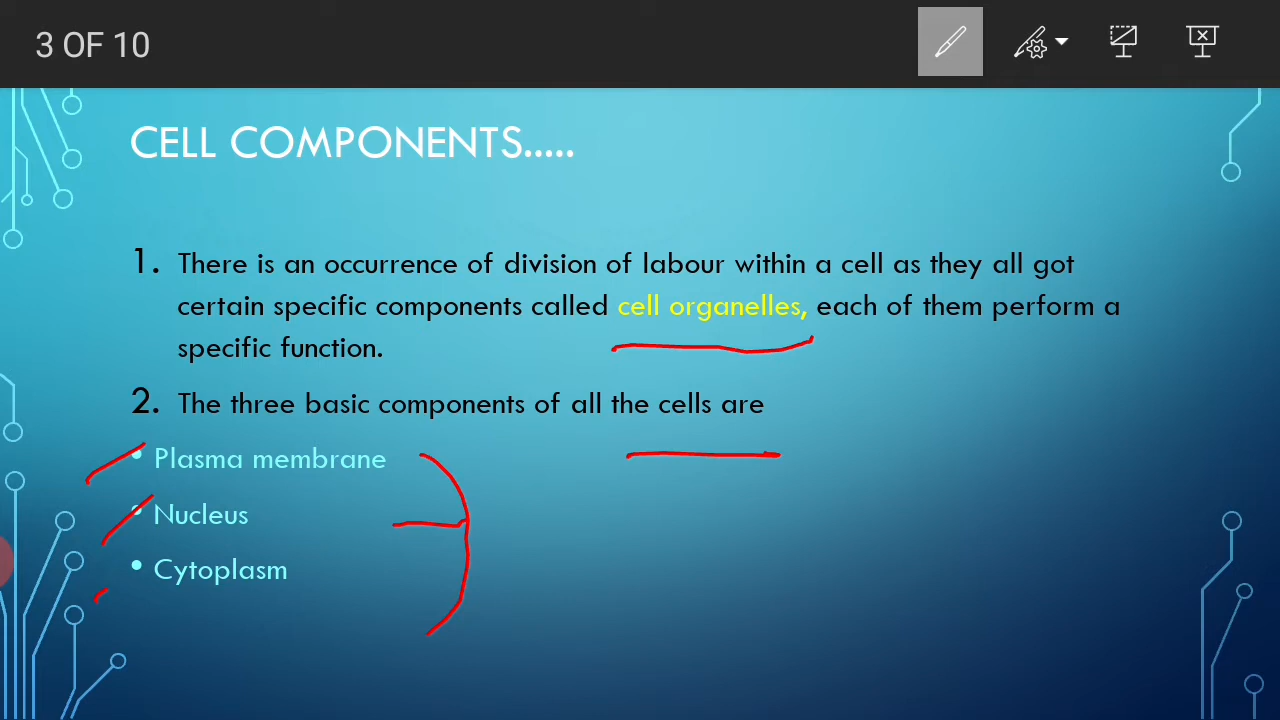 3 OF 10
CELL COMPONENTS.....
1. There is an occurrence of division of labour within a cell as they all got
certain specific components called cell organelles, each of them perform a
specific function.
2. The three basic components of all the cells are
• Plasma membrane
• Nucleus
• Cytoplasm